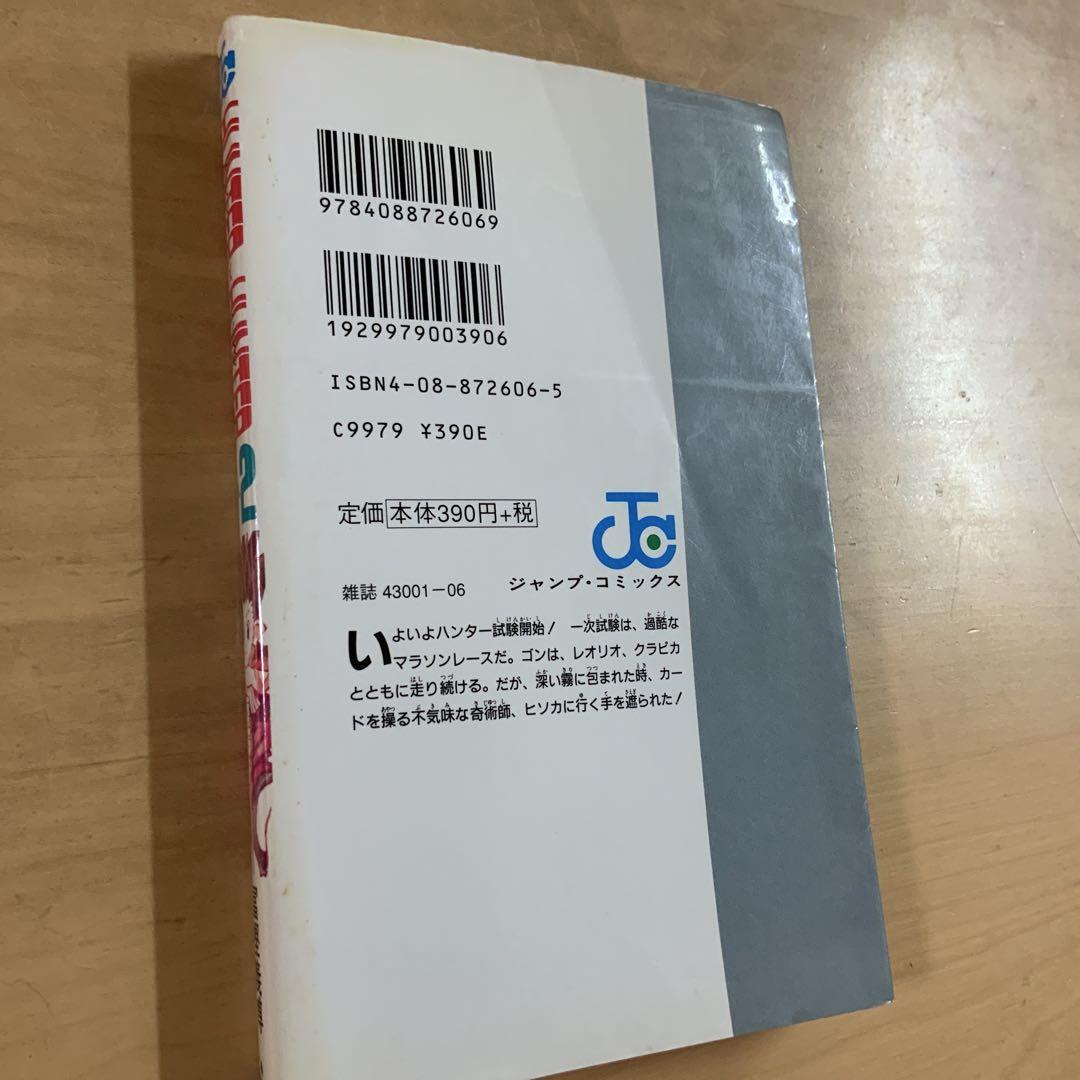 HUNTER×HUNTER 2
9784088726069
1929979003906
ISBN4-08-872606-5
C9979 ¥390E
定価 本体390円+税
ジャンプ・コミックス
雑誌 43001-06
いよいよハンター試験開始! 一次試験は、過酷な
マラソンレースだ。ゴンは、レオリオ、クラピカ
とともに走り続ける。だが、深い霧に包まれた時、カー
ドを操る不気味な奇術師、ヒソカに行く手を遮られた!